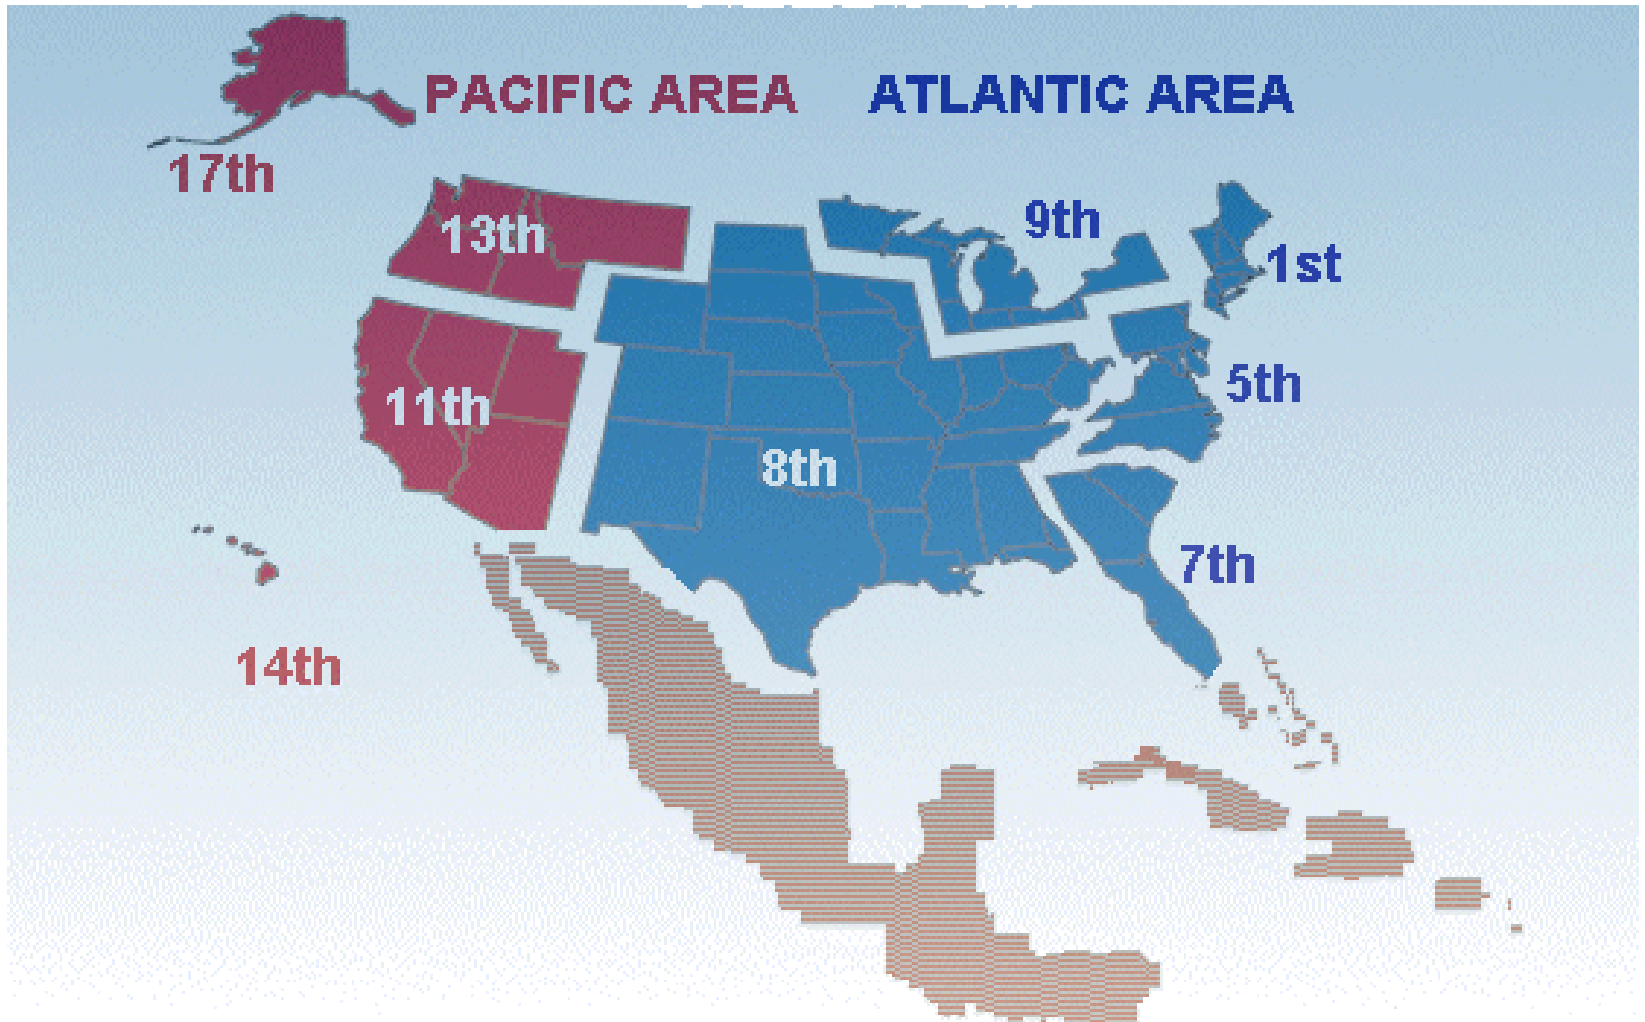 PACIFIC AREA
ATLANTIC AREA
17th
13th
9th
1st
11th
5th
8th
7th
14th